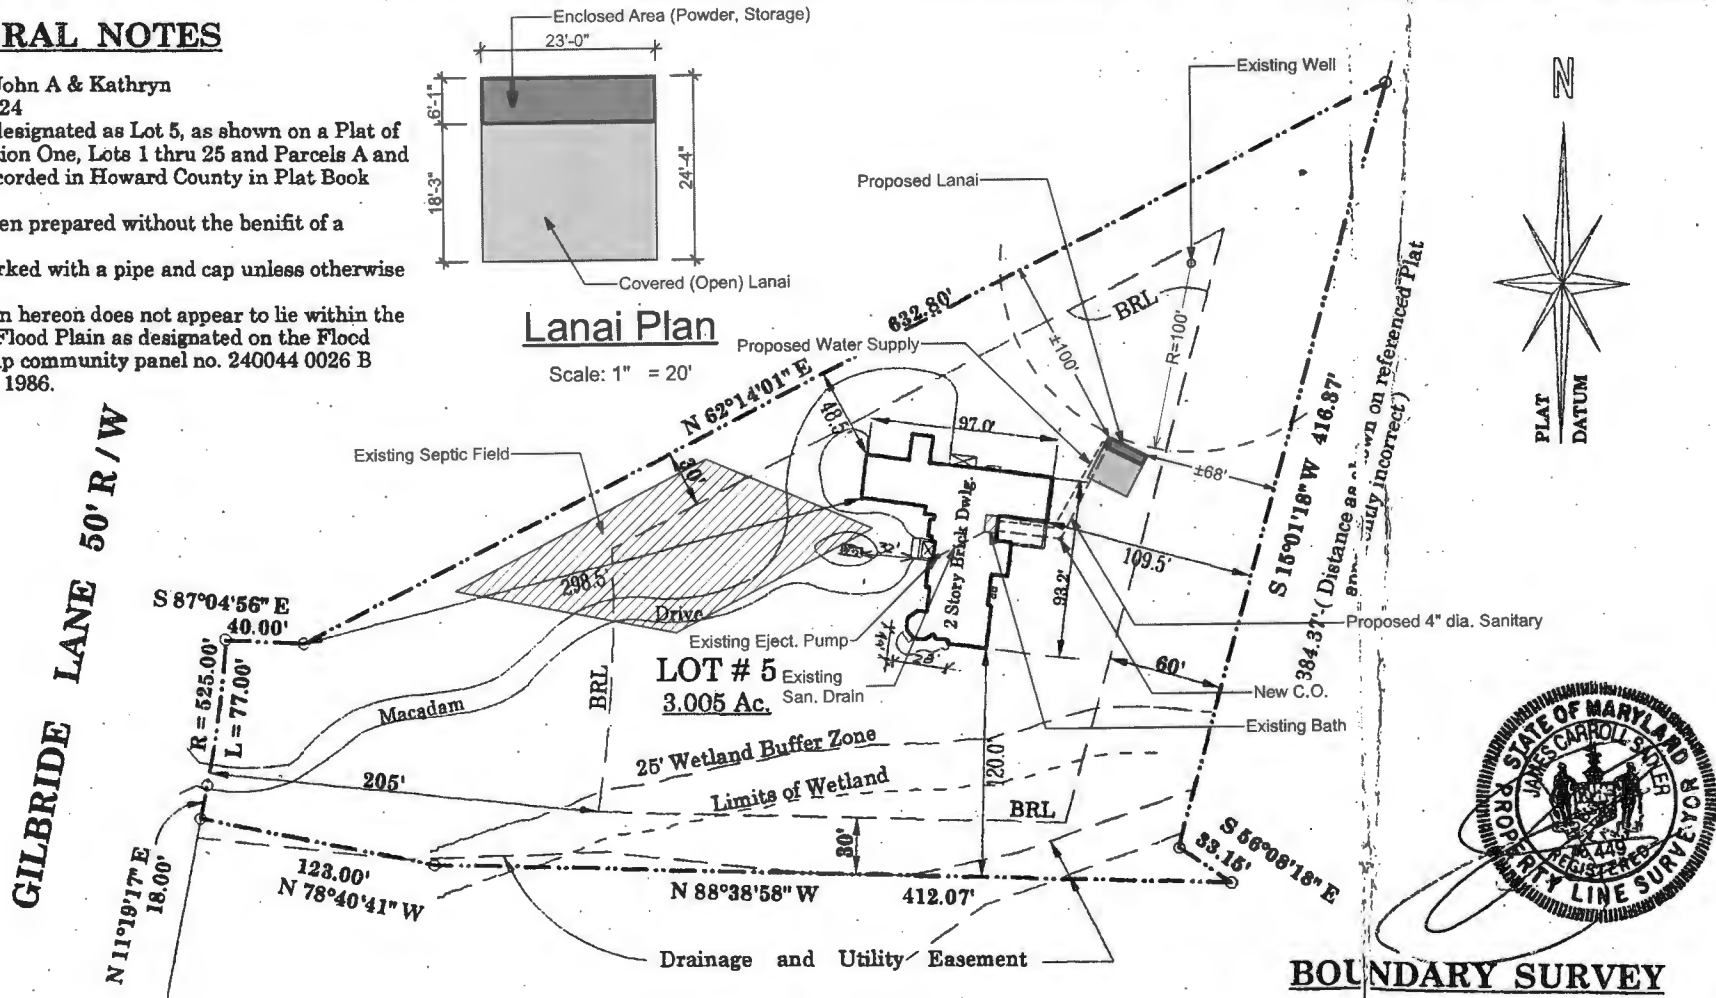 RAL NOTES
John A & Kathryn
24
designated as Lot 5, as shown on a Plat of
ion One, Lots 1 thru 25 and Parcels A and
corded in Howard County in Plat Book
en prepared without the benifit of a
rked with a pipe and cap unless otherwise
n hereon does not appear to lie within the
Flood Plain as designated on the Flood
p community panel no. 240044 0026 B
1986.
Enclosed Area (Powder, Storage)
23'-0"
6'-1"
18'-3"
24'-4"
Covered (Open) Lanai
Lanai Plan
Scale: 1" = 20'
Existing Well
Proposed Lanai
Proposed Water Supply
N
PLAT
DATUM
632.80'
N 62°14'01" E
BRL
R=100'
±100'
±68'
48.5'
97.0'
30'
Existing Septic Field
298.5'
32'
2 Story Brick Dwlg.
93.2'
109.5'
S 15°01'18" W 416.87'
384.37'
( Distance as shown on referenced Plat
apparently incorrect )
GILBRIDE LANE 50' R/W
S 87°04'56" E
40.00'
R = 525.00'
L = 77.00'
Drive
Macadam
Existing Eject. Pump
LOT # 5
3.005 Ac.
Existing
San. Drain
14'
28'
BRL
Proposed 4" dia. Sanitary
60'
New C.O.
Existing Bath
25' Wetland Buffer Zone
Limits of Wetland
205'
120.0'
BRL
30'
N 11°19'17" E
18.00'
123.00'
N 78°40'41" W
N 88°38'58" W
412.07'
S 56°08'18" E
33.15'
Drainage and Utility Easement
STATE OF MARYLAND
JAMES CARROLL SADLER
No 449
REGISTERED
PROPERTY LINE SURVEYOR
BOUNDARY SURVEY